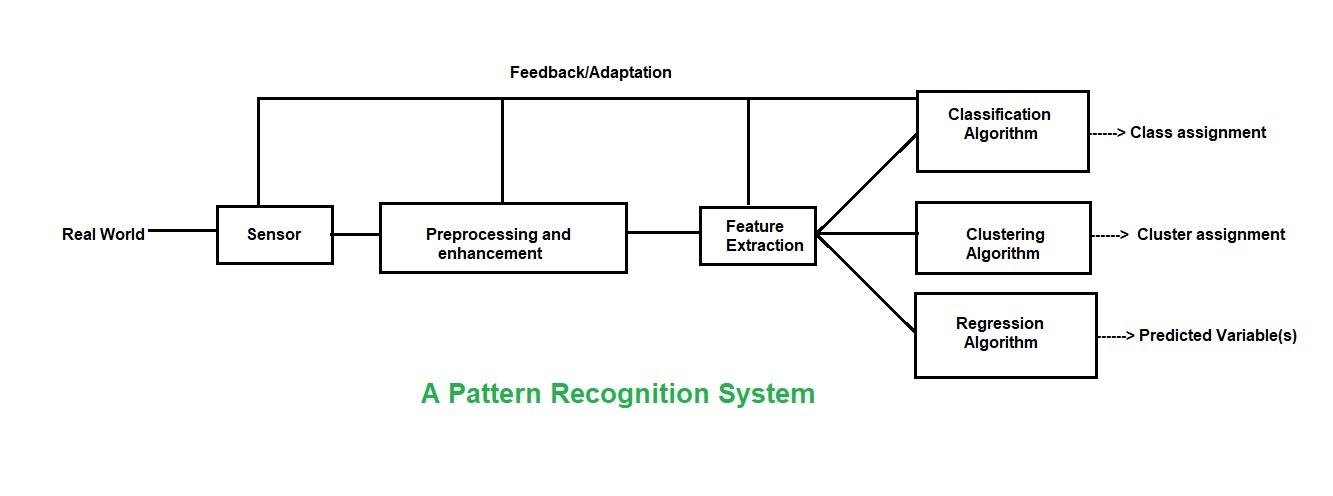 Feedback/Adaptation
Classification
Algorithm
------> Class assignment
Real World
Sensor
Preprocessing and
enhancement
Feature
Extraction
Clustering
Algorithm
------> Cluster assignment
Regression
Algorithm
------> Predicted Variable(s)
A Pattern Recognition System